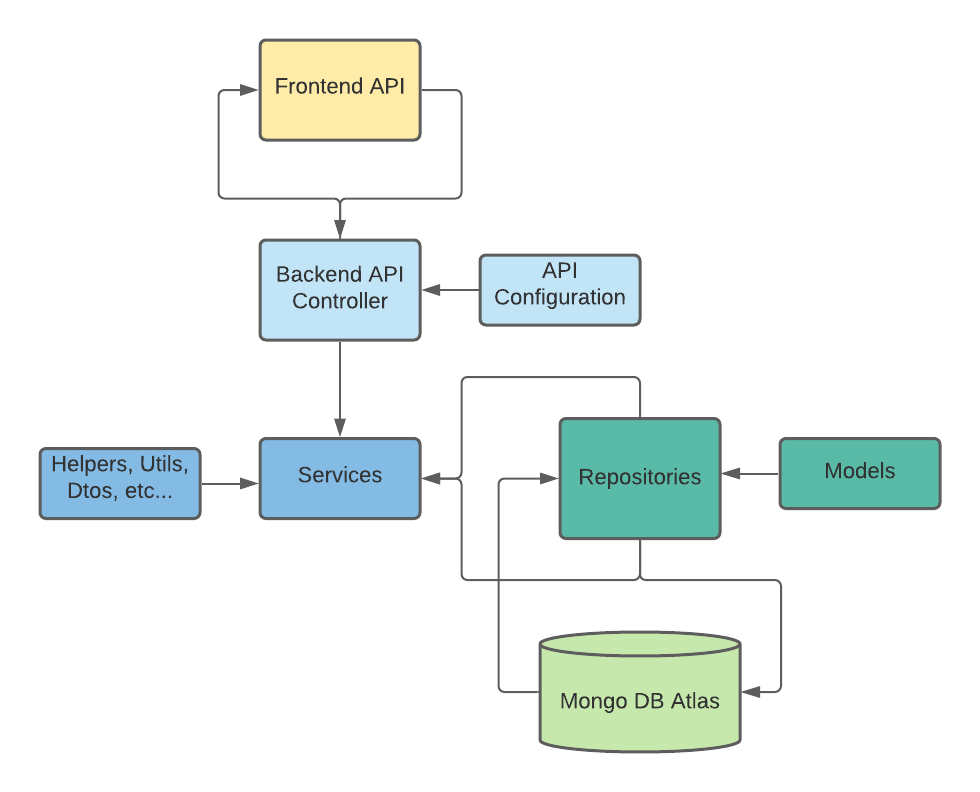 Frontend API
Backend API
Controller
API
Configuration
Helpers, Utils,
Dtos, etc...
Services
Repositories
Models
Mongo DB Atlas